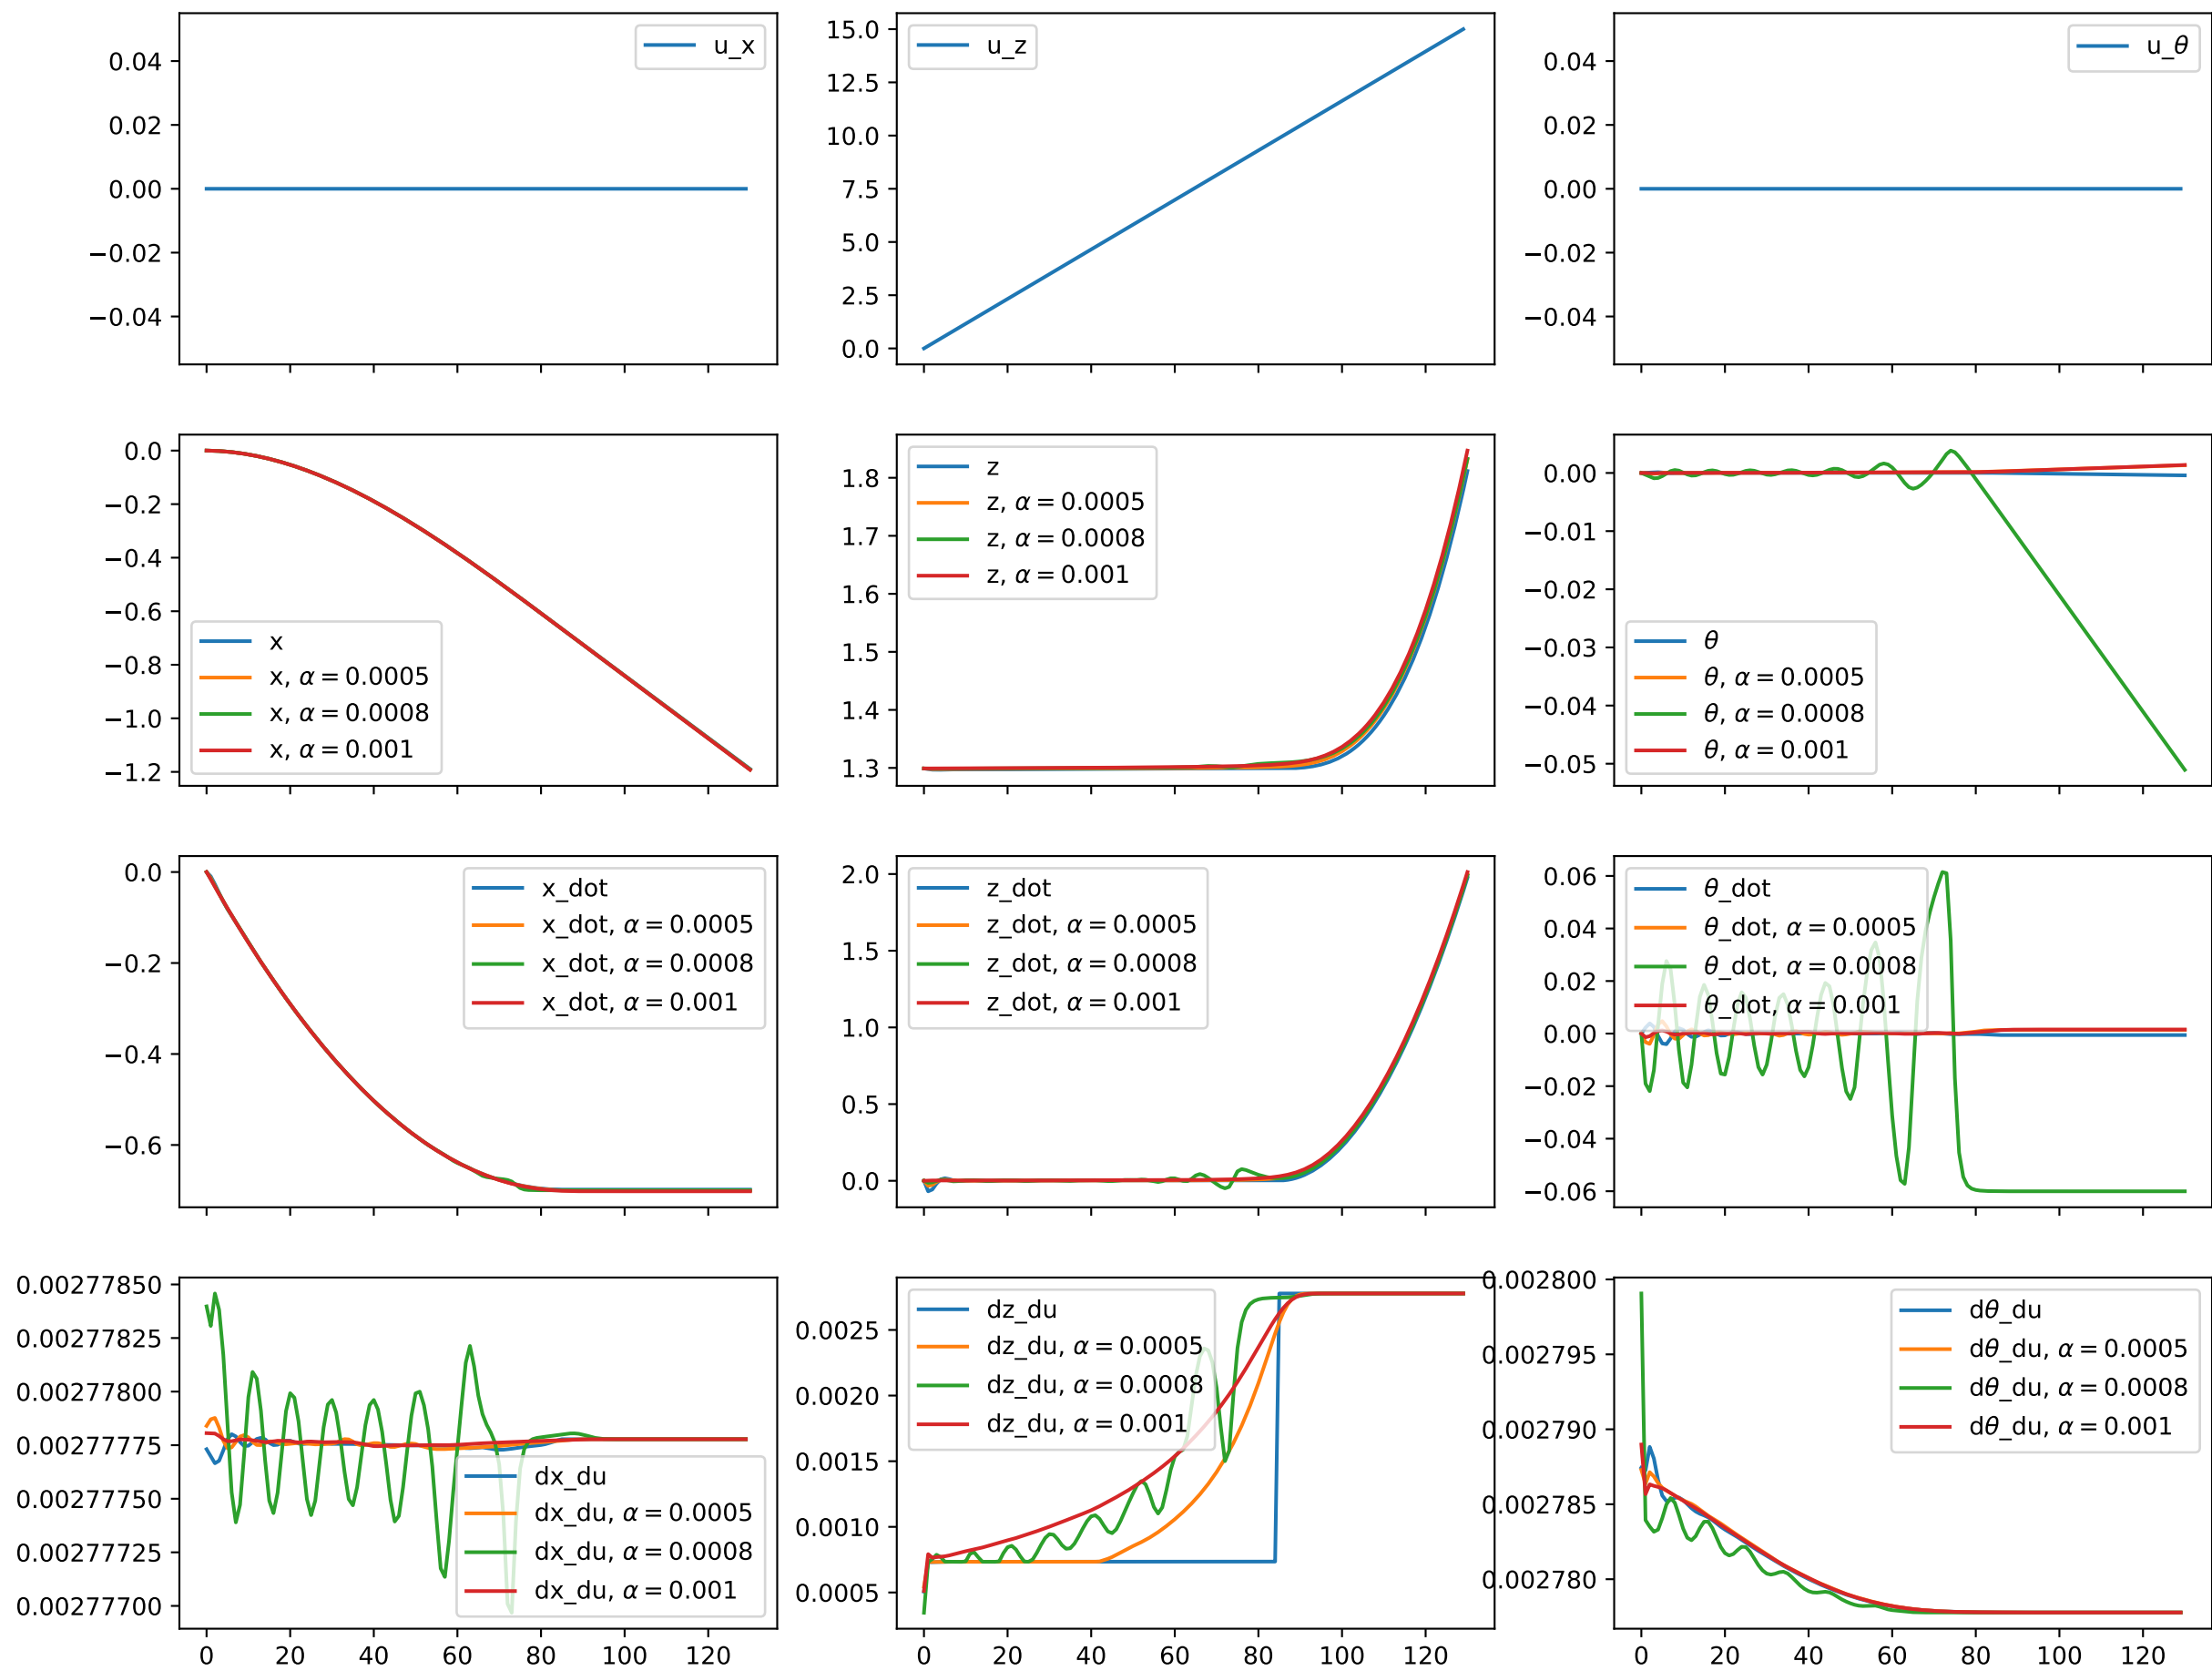 0.04
0.02
0.00
−0.02
−0.04
u_x
15.0
12.5
10.0
7.5
5.0
2.5
0.0
u_z
0.04
0.02
0.00
−0.02
−0.04
u_θ
0.0
−0.2
−0.4
−0.6
−0.8
−1.0
−1.2
x
x, α = 0.0005
x, α = 0.0008
x, α = 0.001
1.8
1.7
1.6
1.5
1.4
1.3
z
z, α = 0.0005
z, α = 0.0008
z, α = 0.001
0.00
−0.01
−0.02
−0.03
−0.04
−0.05
θ
θ, α = 0.0005
θ, α = 0.0008
θ, α = 0.001
0.0
−0.2
−0.4
−0.6
x_dot
x_dot, α = 0.0005
x_dot, α = 0.0008
x_dot, α = 0.001
2.0
1.5
1.0
0.5
0.0
z_dot
z_dot, α = 0.0005
z_dot, α = 0.0008
z_dot, α = 0.001
0.06
0.04
0.02
0.00
−0.02
−0.04
−0.06
θ_dot
θ_dot, α = 0.0005
θ_dot, α = 0.0008
θ_dot, α = 0.001
0.00277850
0.00277825
0.00277800
0.00277775
0.00277750
0.00277725
0.00277700
dx_du
dx_du, α = 0.0005
dx_du, α = 0.0008
dx_du, α = 0.001
0 20 40 60 80 100 120
0.0025
0.0020
0.0015
0.0010
0.0005
dz_du
dz_du, α = 0.0005
dz_du, α = 0.0008
dz_du, α = 0.001
0 20 40 60 80 100 120
0.002800
0.002795
0.002790
0.002785
0.002780
dθ_du
dθ_du, α = 0.0005
dθ_du, α = 0.0008
dθ_du, α = 0.001
0 20 40 60 80 100 120